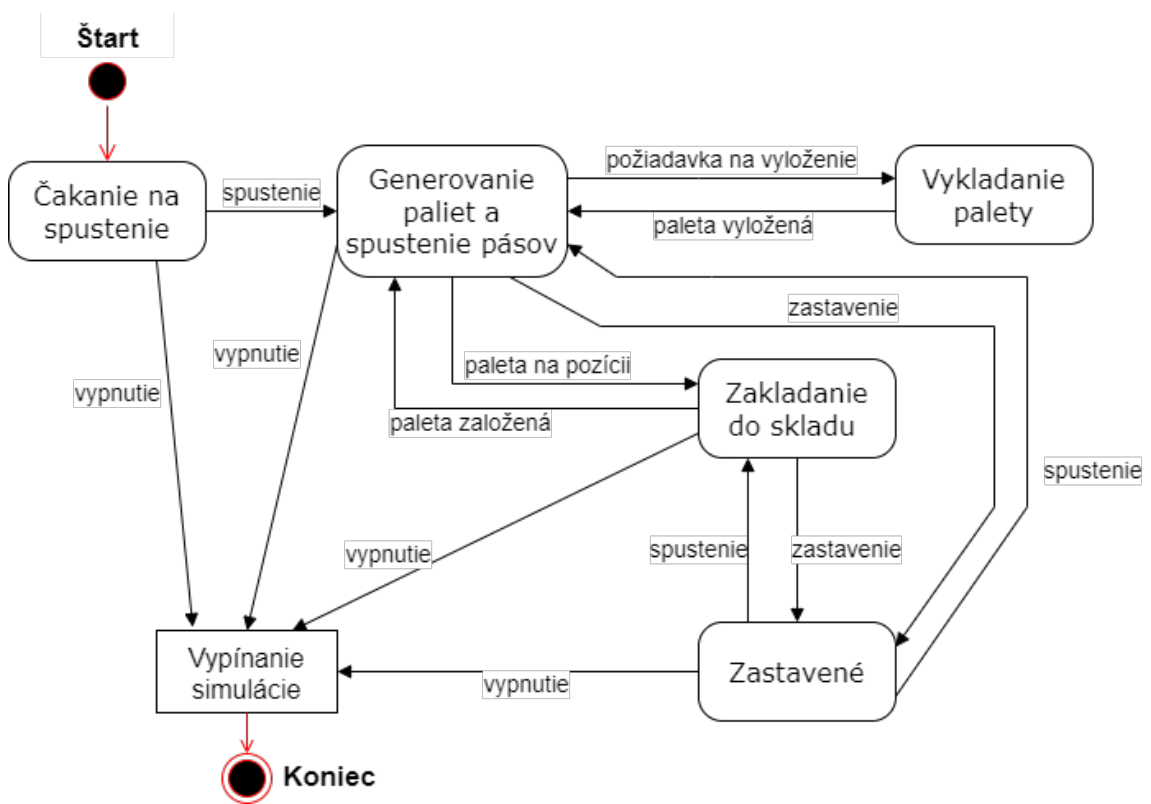 Štart
Čakanie na
spustenie
spustenie
Generovanie
paliet a
spustenie pásov
požiadavka na vyloženie
paleta vyložená
Vykladanie
palety
zastavenie
vypnutie
vypnutie
paleta na pozícii
paleta založená
Zakladanie
do skladu
spustenie
vypnutie
spustenie
zastavenie
Vypínanie
simulácie
vypnutie
Zastavené
Koniec